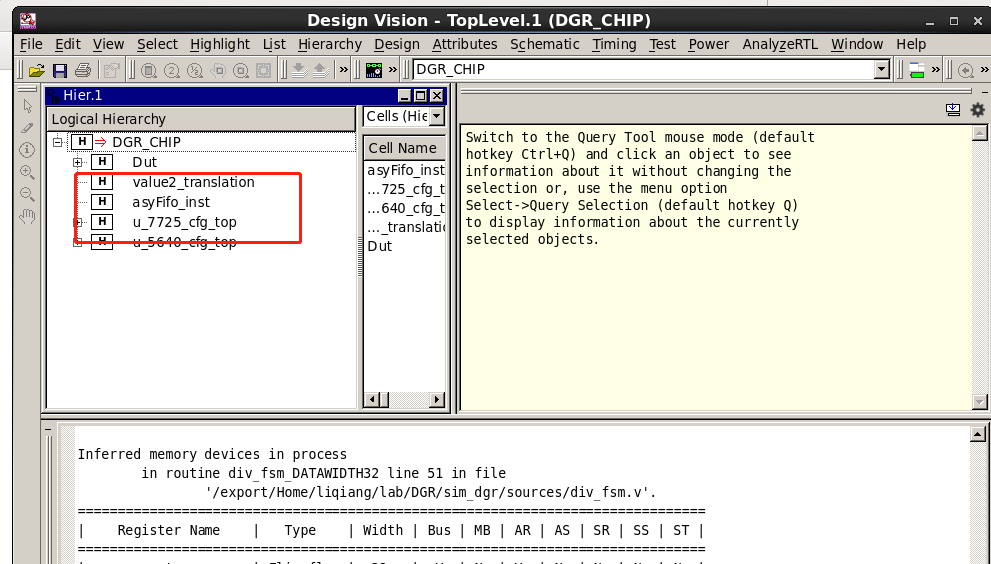 Design Vision - TopLevel.1 (DGR_CHIP)
File Edit View Select Highlight List Hierarchy Design Attributes Schematic Timing Test Power AnalyzeRTL Window Help
DGR_CHIP
Hier.1
Logical Hierarchy
DGR_CHIP
Dut
value2_translation
asyFifo_inst
u_7725_cfg_top
u_5640_cfg_top
Cells (Hie
Cell Name
asyFifo_inst
...725_cfg_t
...640_cfg_t
..._translatio
Dut
Switch to the Query Tool mouse mode (default
hotkey Ctrl+Q) and click an object to see
information about it without changing the
selection or, use the menu option
Select->Query Selection (default hotkey Q)
to display information about the currently
selected objects.
Inferred memory devices in process
in routine div_fsm_DATAWIDTH32 line 51 in file
'/export/Home/liqiang/lab/DGR/sim_dgr/sources/div_fsm.v'.
===============================================================================
| Register Name | Type | Width | Bus | MB | AR | AS | SR | SS | ST |
===============================================================================